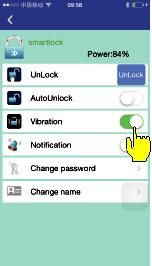 中国移动 09:58
smartlock
Power:84%
UnLock UnLock
AutoUnlock
Vibration
Notification
Change password
Change name